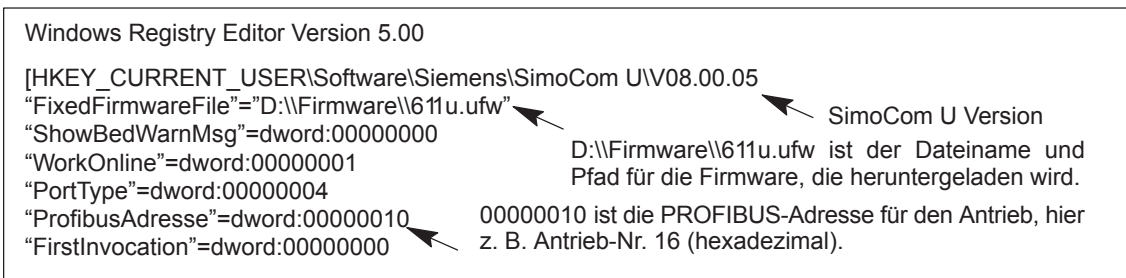 Windows Registry Editor Version 5.00
[HKEY_CURRENT_USER\Software\Siemens\SimoCom U\V08.00.05
“FixedFirmwareFile”=”D:\\Firmware\\611u.ufw”
SimoCom U Version
“ShowBedWarnMsg”=dword:00000000
D:\\Firmware\\611u.ufw ist der Dateiname und
“WorkOnline”=dword:00000001
Pfad für die Firmware, die heruntergeladen wird.
“PortType”=dword:00000004
“ProfibusAdresse”=dword:00000010
00000010 ist die PROFIBUS-Adresse für den Antrieb, hier
“FirstInvocation”=dword:00000000
z. B. Antrieb-Nr. 16 (hexadezimal).